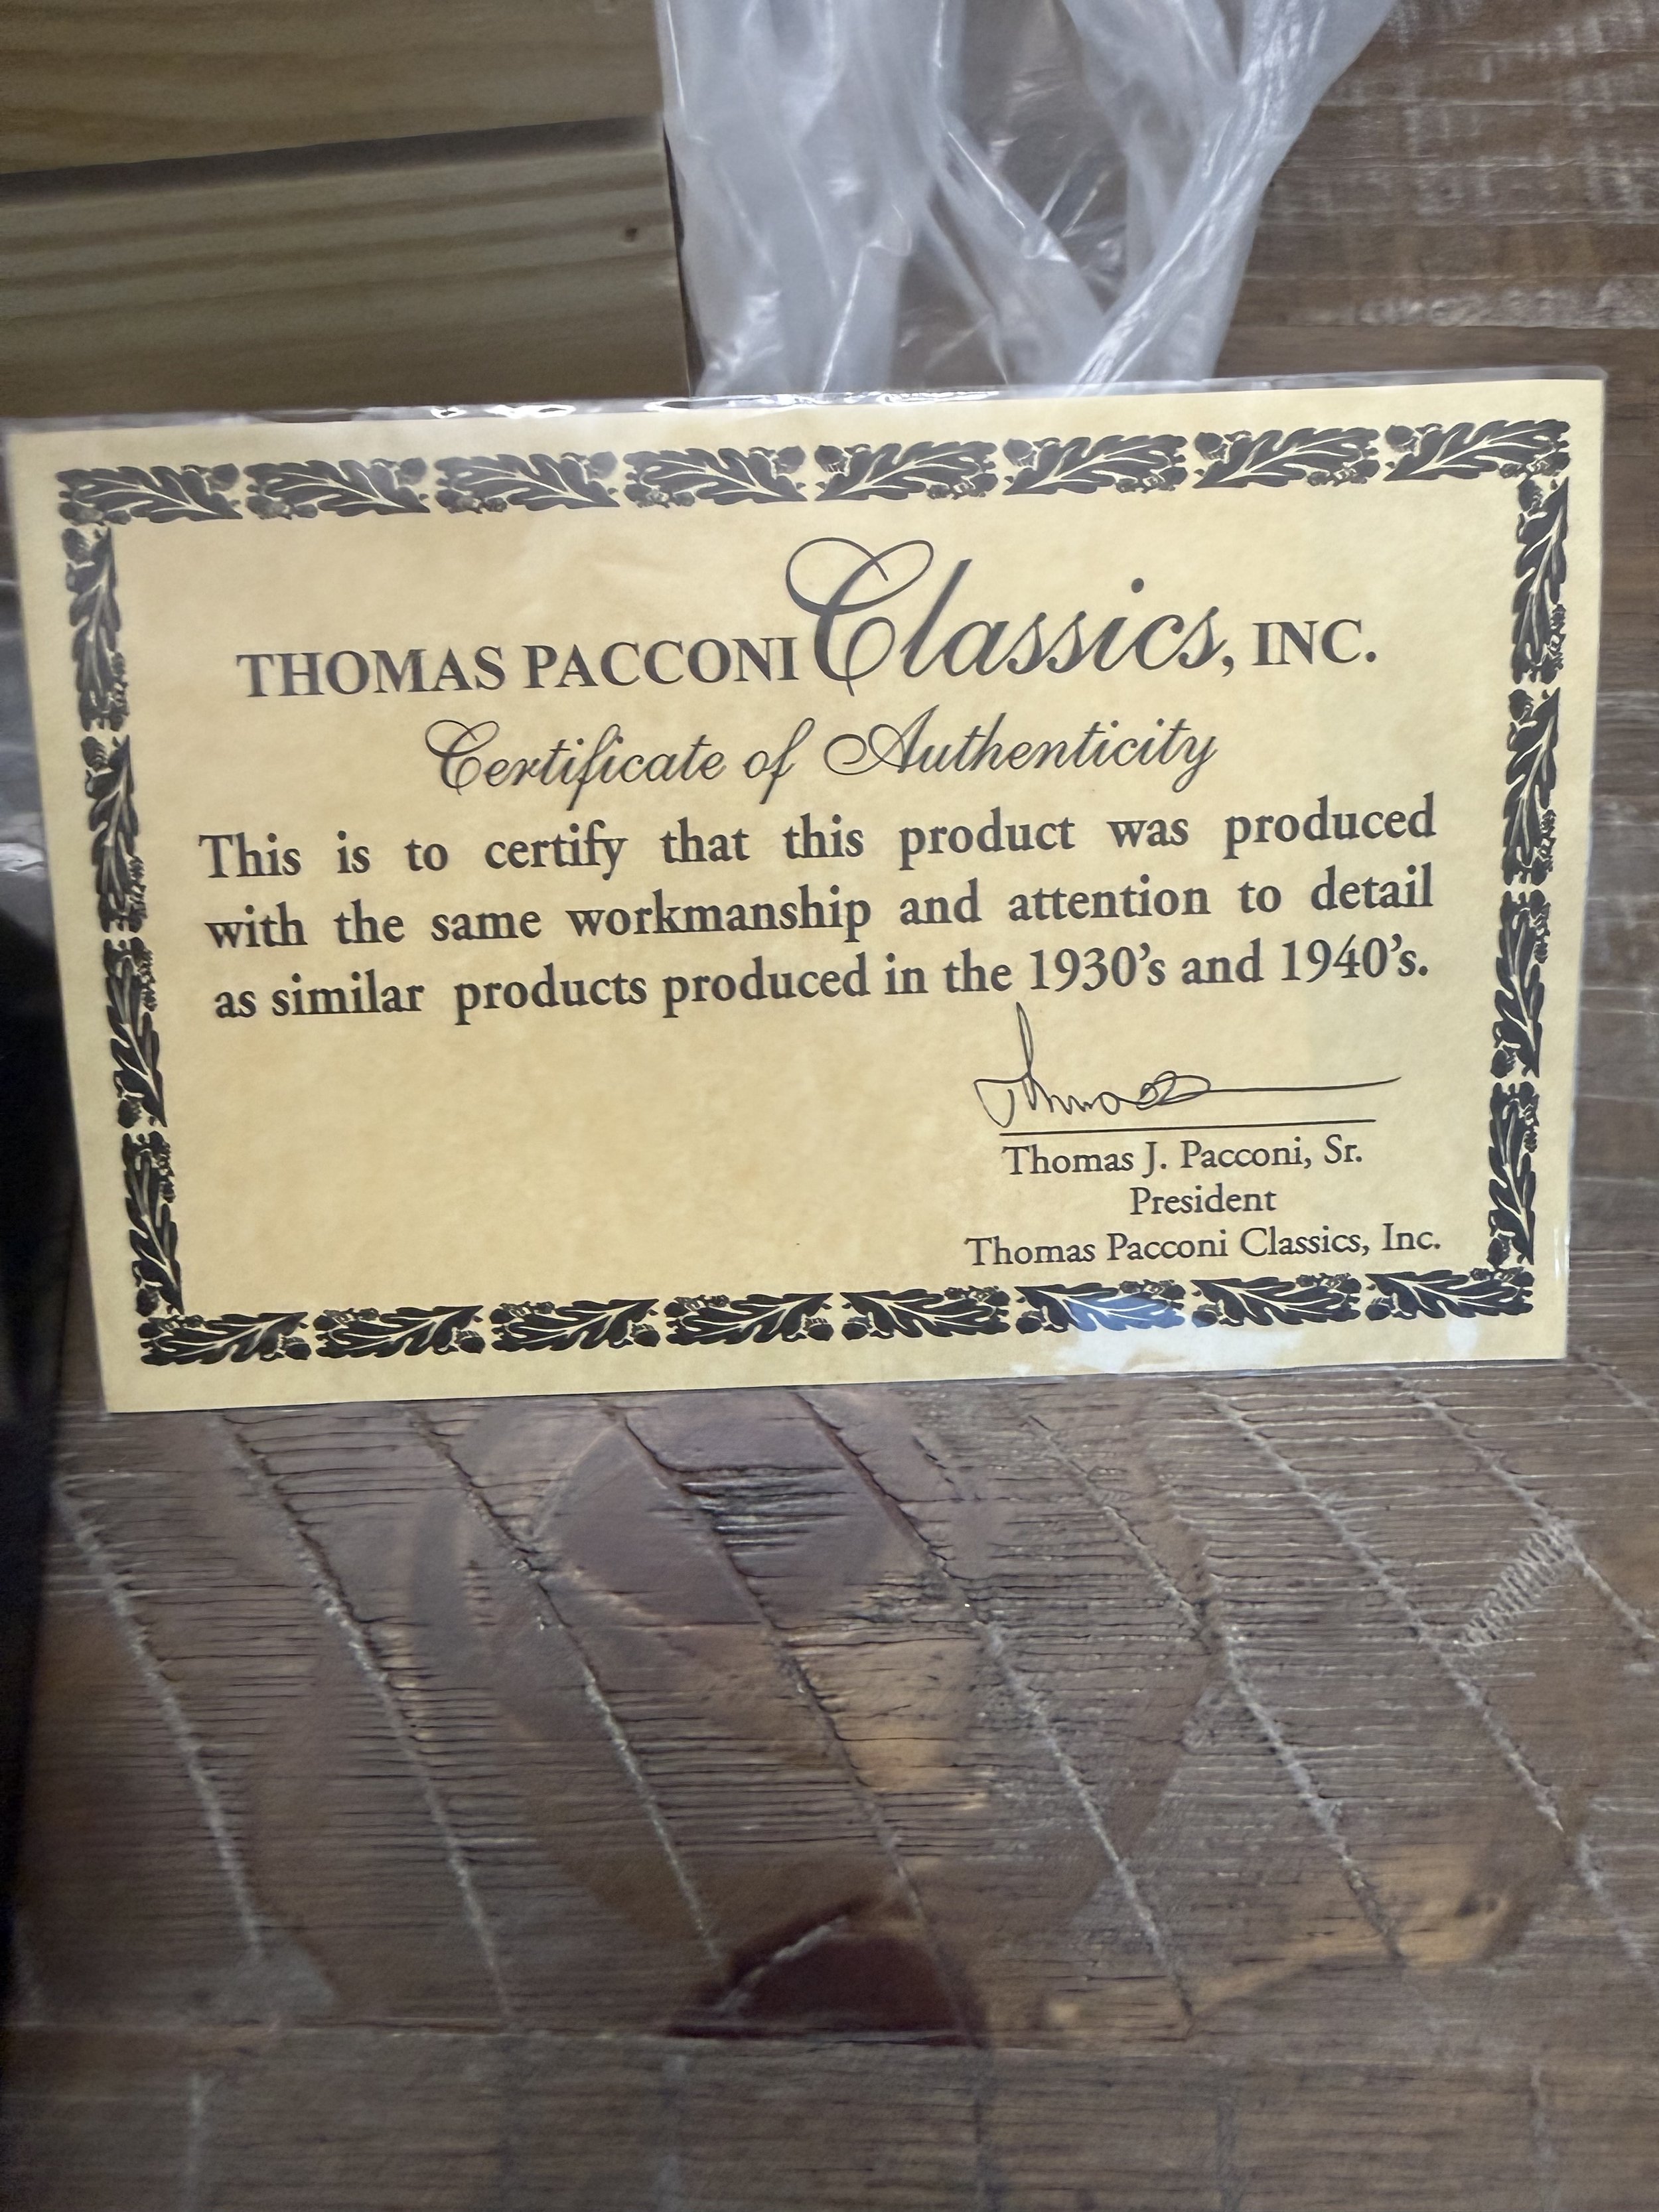 THOMAS PACCONI Classics, INC.
Certificate of Authenticity
This is to certify that this product was produced
with the same workmanship and attention to detail
as similar products produced in the 1930's and 1940's.
Thomas J. Pacconi, Sr.
President
Thomas Pacconi Classics, Inc.